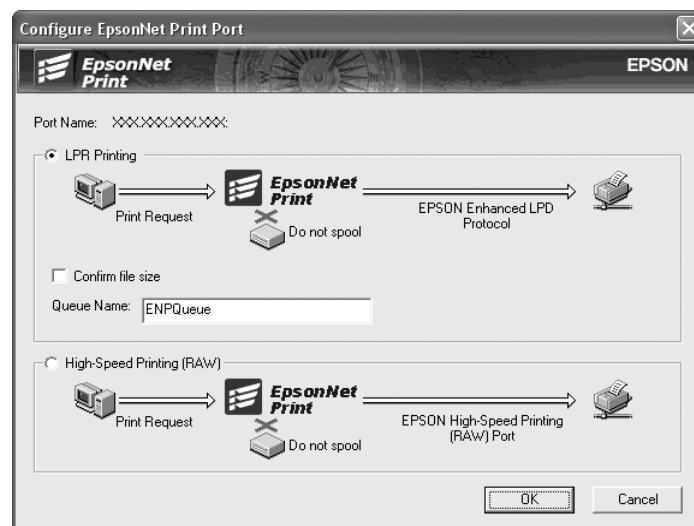 Configure EpsonNet Print Port
EpsonNet
Print
EPSON
Port Name: XXX.XXX.XXX.XXX:
LPR Printing
EpsonNet
Print
Print Request
EPSON Enhanced LPD
Protocol
Do not spool
Confirm file size
Queue Name: ENPQueue
High-Speed Printing (RAW)
EpsonNet
Print
Print Request
EPSON High-Speed Printing
(RAW) Port
Do not spool
OK
Cancel